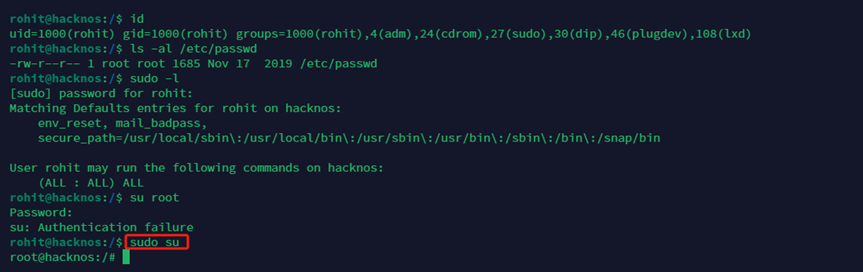 rohit@hacknos:/$ id
uid=1000(rohit) gid=1000(rohit) groups=1000(rohit),4(adm),24(cdrom),27(sudo),30(dip),46(plugdev),108(lxd)
rohit@hacknos:/$ ls -al /etc/passwd
-rw-r--r-- 1 root root 1685 Nov 17  2019 /etc/passwd
rohit@hacknos:/$ sudo -l
[sudo] password for rohit:
Matching Defaults entries for rohit on hacknos:
    env_reset, mail_badpass,
    secure_path=/usr/local/sbin\:/usr/local/bin\:/usr/sbin\:/usr/bin\:/sbin\:/bin\:/snap/bin
User rohit may run the following commands on hacknos:
    (ALL : ALL) ALL
rohit@hacknos:/$ su root
Password:
su: Authentication failure
rohit@hacknos:/$ sudo su
root@hacknos:/#